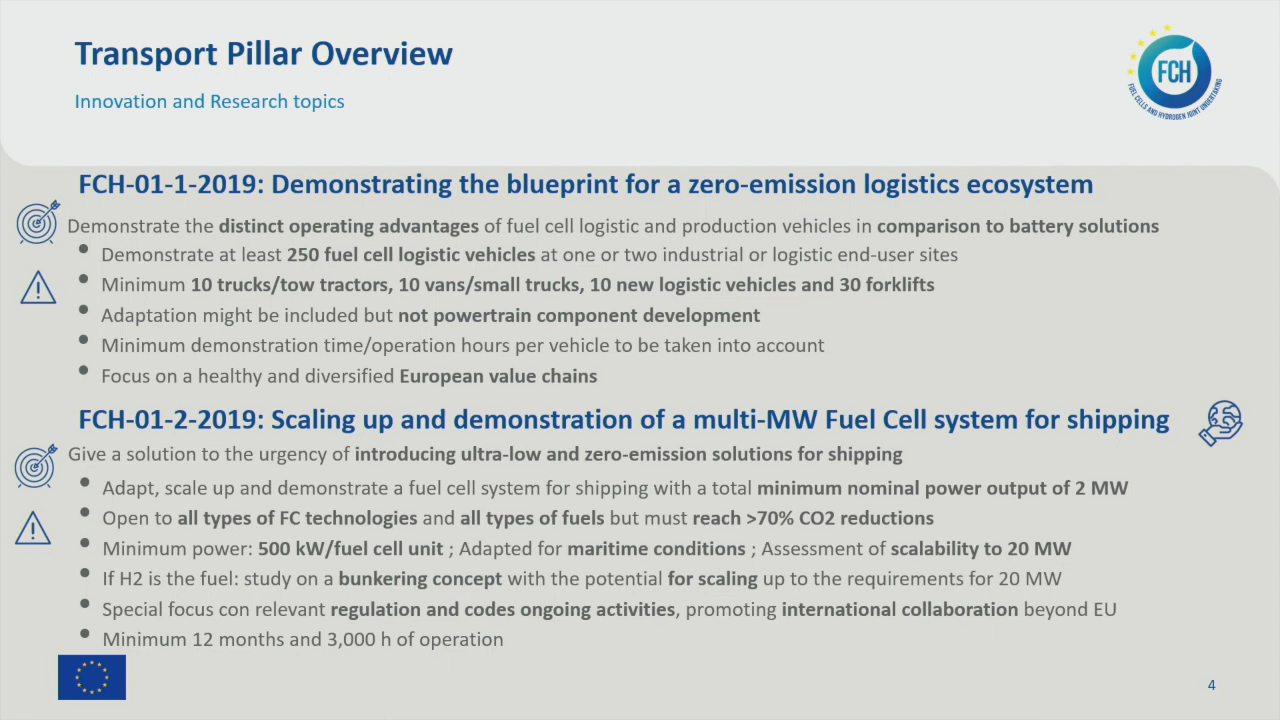 Transport Pillar Overview
Innovation and Research topics
FCH
FUEL CELLS AND HYDROGEN JOINT UNDERTAKING
FCH-01-1-2019: Demonstrating the blueprint for a zero-emission logistics ecosystem
Demonstrate the distinct operating advantages of fuel cell logistic and production vehicles in comparison to battery solutions
• Demonstrate at least 250 fuel cell logistic vehicles at one or two industrial or logistic end-user sites
• Minimum 10 trucks/tow tractors, 10 vans/small trucks, 10 new logistic vehicles and 30 forklifts
• Adaptation might be included but not powertrain component development
• Minimum demonstration time/operation hours per vehicle to be taken into account
• Focus on a healthy and diversified European value chains
FCH-01-2-2019: Scaling up and demonstration of a multi-MW Fuel Cell system for shipping
Give a solution to the urgency of introducing ultra-low and zero-emission solutions for shipping
• Adapt, scale up and demonstrate a fuel cell system for shipping with a total minimum nominal power output of 2 MW
• Open to all types of FC technologies and all types of fuels but must reach >70% CO2 reductions
• Minimum power: 500 kW/fuel cell unit ; Adapted for maritime conditions ; Assessment of scalability to 20 MW
• If H2 is the fuel: study on a bunkering concept with the potential for scaling up to the requirements for 20 MW
• Special focus con relevant regulation and codes ongoing activities, promoting international collaboration beyond EU
• Minimum 12 months and 3,000 h of operation
4